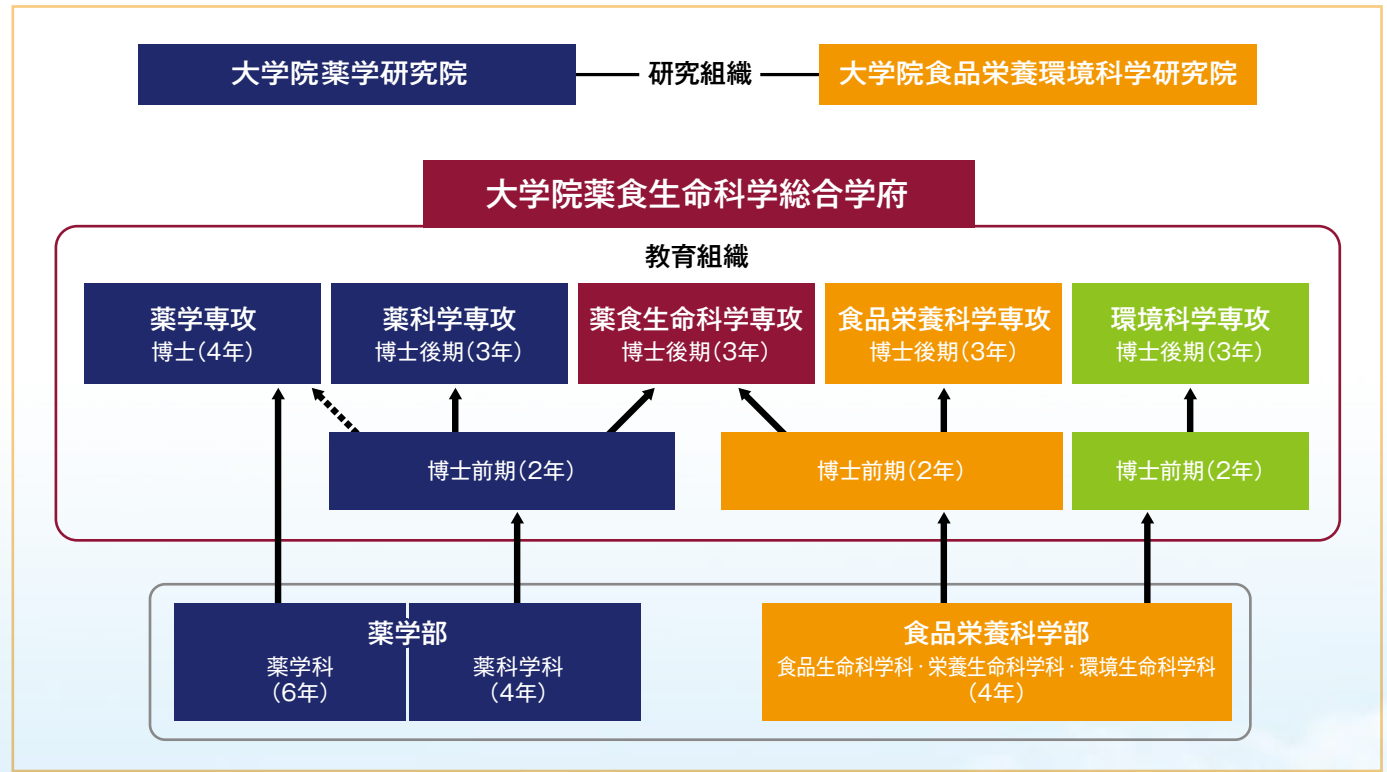 大学院薬学研究院
研究組織
大学院食品栄養環境科学研究院
大学院薬食生命科学総合学府
教育組織
薬学専攻
博士(4年)
薬科学専攻
博士後期(3年)
薬食生命科学専攻
博士後期(3年)
食品栄養科学専攻
博士後期(3年)
環境科学専攻
博士後期(3年)
博士前期(2年)
博士前期(2年)
博士前期(2年)
薬学部
薬学科
(6年)
薬科学科
(4年)
食品栄養科学部
食品生命科学科・栄養生命科学科・環境生命科学科
(4年)